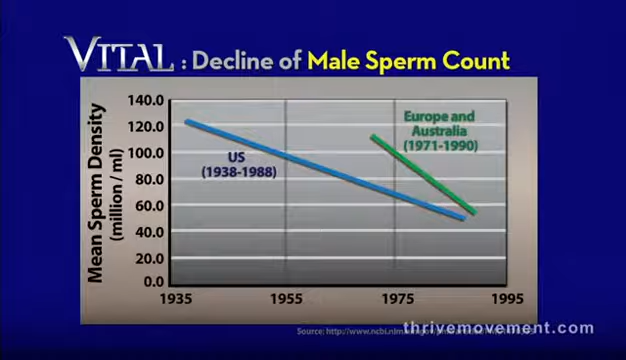 VITAL : Decline of Male Sperm Count
Mean Sperm Density
(million / ml)
140.0
120.0
100.0
80.0
60.0
40.0
20.0
0.0
US
(1938-1988)
Europe and
Australia
(1971-1990)
1935
1955
1975
1995
Source: http://www.ncbi.nlm.
thrivemovement.com